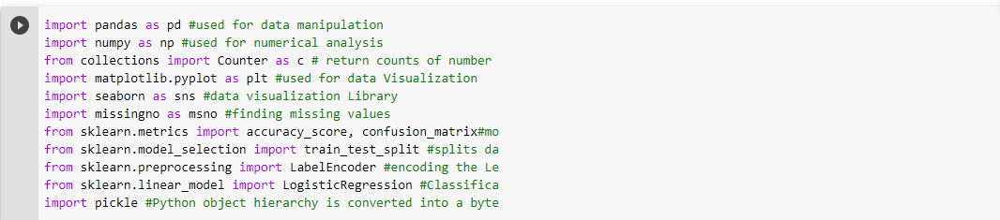 import pandas as pd #used for data manipulation
import numpy as np #used for numerical analysis
from collections import Counter as c # return counts of number
import matplotlib.pyplot as plt #used for data Visualization
import seaborn as sns #data visualization Library
import missingno as msno #finding missing values
from sklearn.metrics import accuracy_score, confusion_matrix#mo
from sklearn.model_selection import train_test_split #splits da
from sklearn.preprocessing import LabelEncoder #encoding the Le
from sklearn.linear_model import LogisticRegression #Classifica
import pickle #Python object hierarchy is converted into a byte